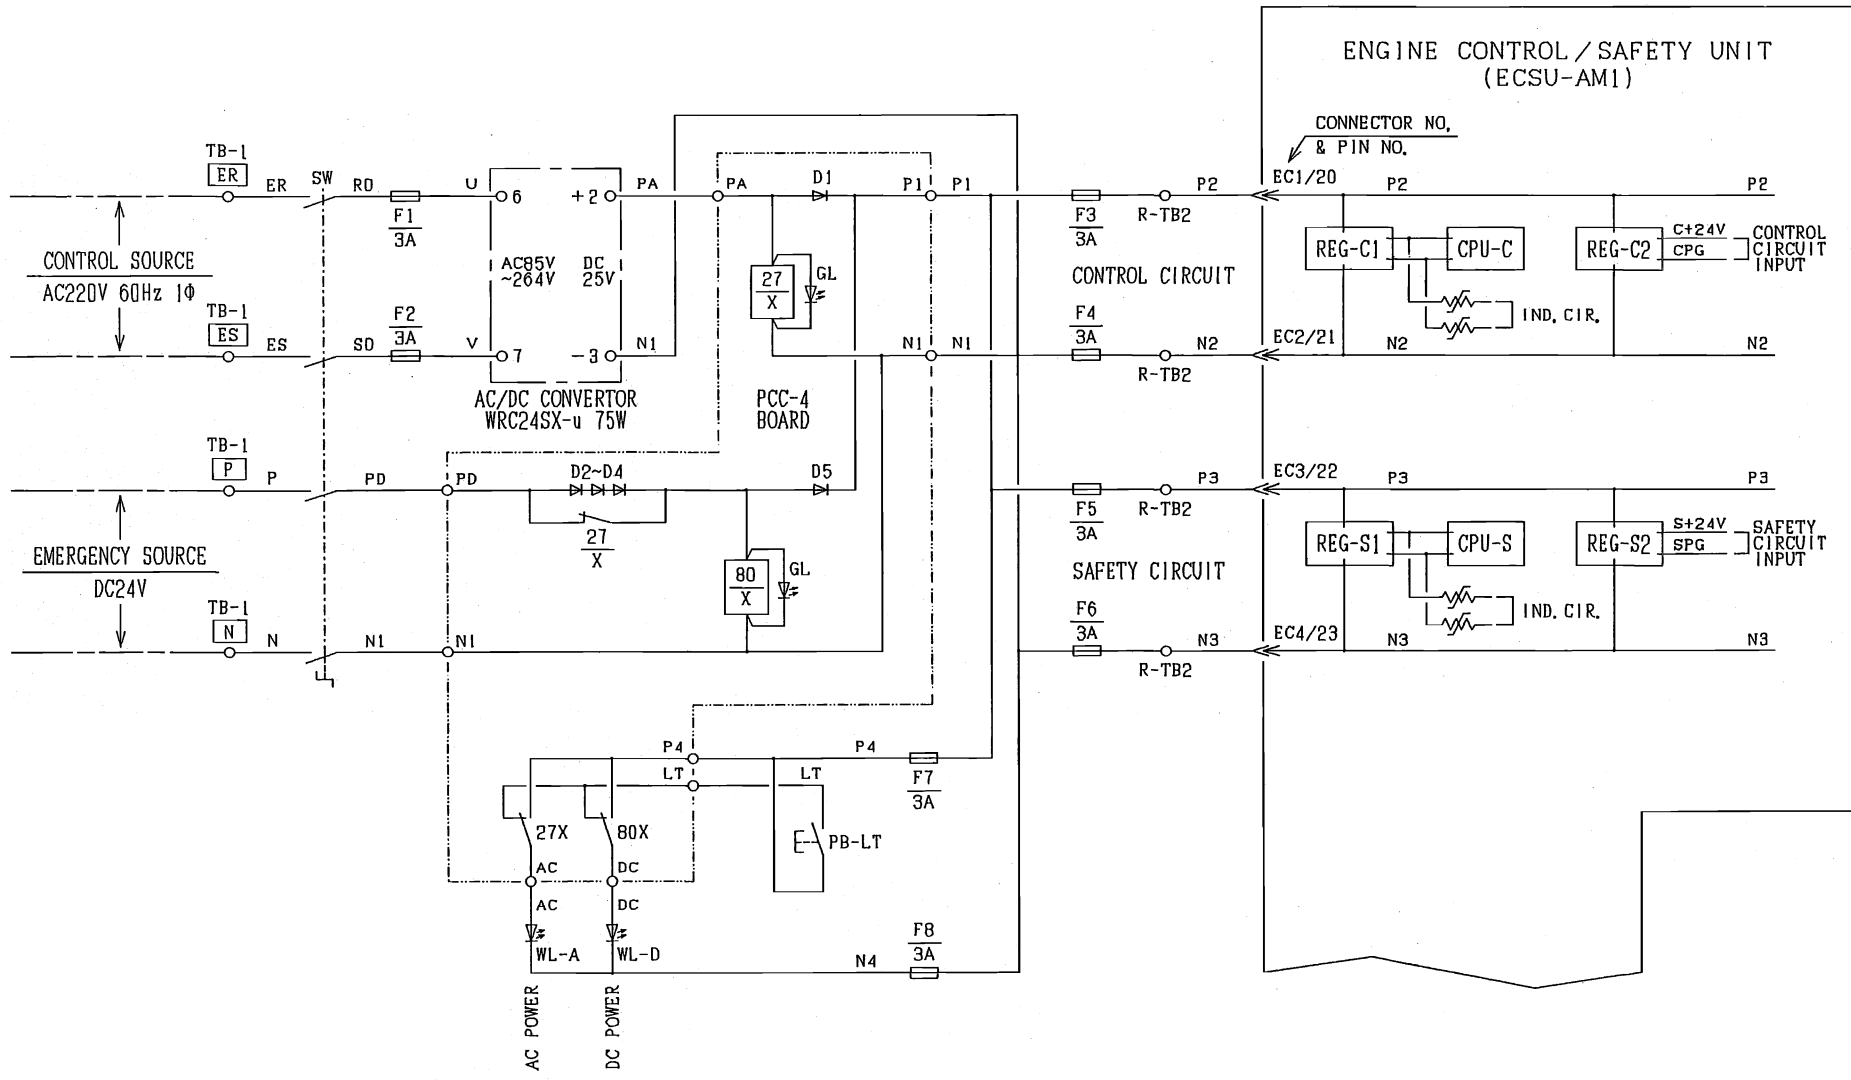 ENGINE CONTROL/SAFETY UNIT
(ECSU-AM1)
CONNECTOR NO.
& PIN NO.
TB-1
ER
ER
SW
RO
F1
3A
U
6
+2
PA
PA
D1
P1
P1
F3
3A
R-TB2
P2
EC1/20
P2
P2
CONTROL SOURCE
AC220V 60Hz 1Φ
AC85V
~264V
DC
25V
27
X
GL
CONTROL CIRCUIT
REG-C1
CPU-C
REG-C2
C+24V
CPG
CONTROL
CIRCUIT
INPUT
IND. CIR.
TB-1
ES
ES
SO
F2
3A
V
7
-3
N1
N1
N1
F4
3A
R-TB2
N2
EC2/21
N2
N2
AC/DC CONVERTOR
WRC24SX-u 75W
PCC-4
BOARD
TB-1
P
P
PD
PD
D2~D4
D5
27
X
F5
3A
R-TB2
P3
EC3/22
P3
P3
EMERGENCY SOURCE
DC24V
80
X
GL
SAFETY CIRCUIT
REG-S1
CPU-S
REG-S2
S+24V
SPG
SAFETY
CIRCUIT
INPUT
IND. CIR.
TB-1
N
N
N1
N1
F6
3A
R-TB2
N3
EC4/23
N3
N3
P4
P4
F7
3A
LT
LT
27X
80X
PB-LT
AC
DC
AC
DC
WL-A
WL-D
N4
F8
3A
AC POWER
DC POWER